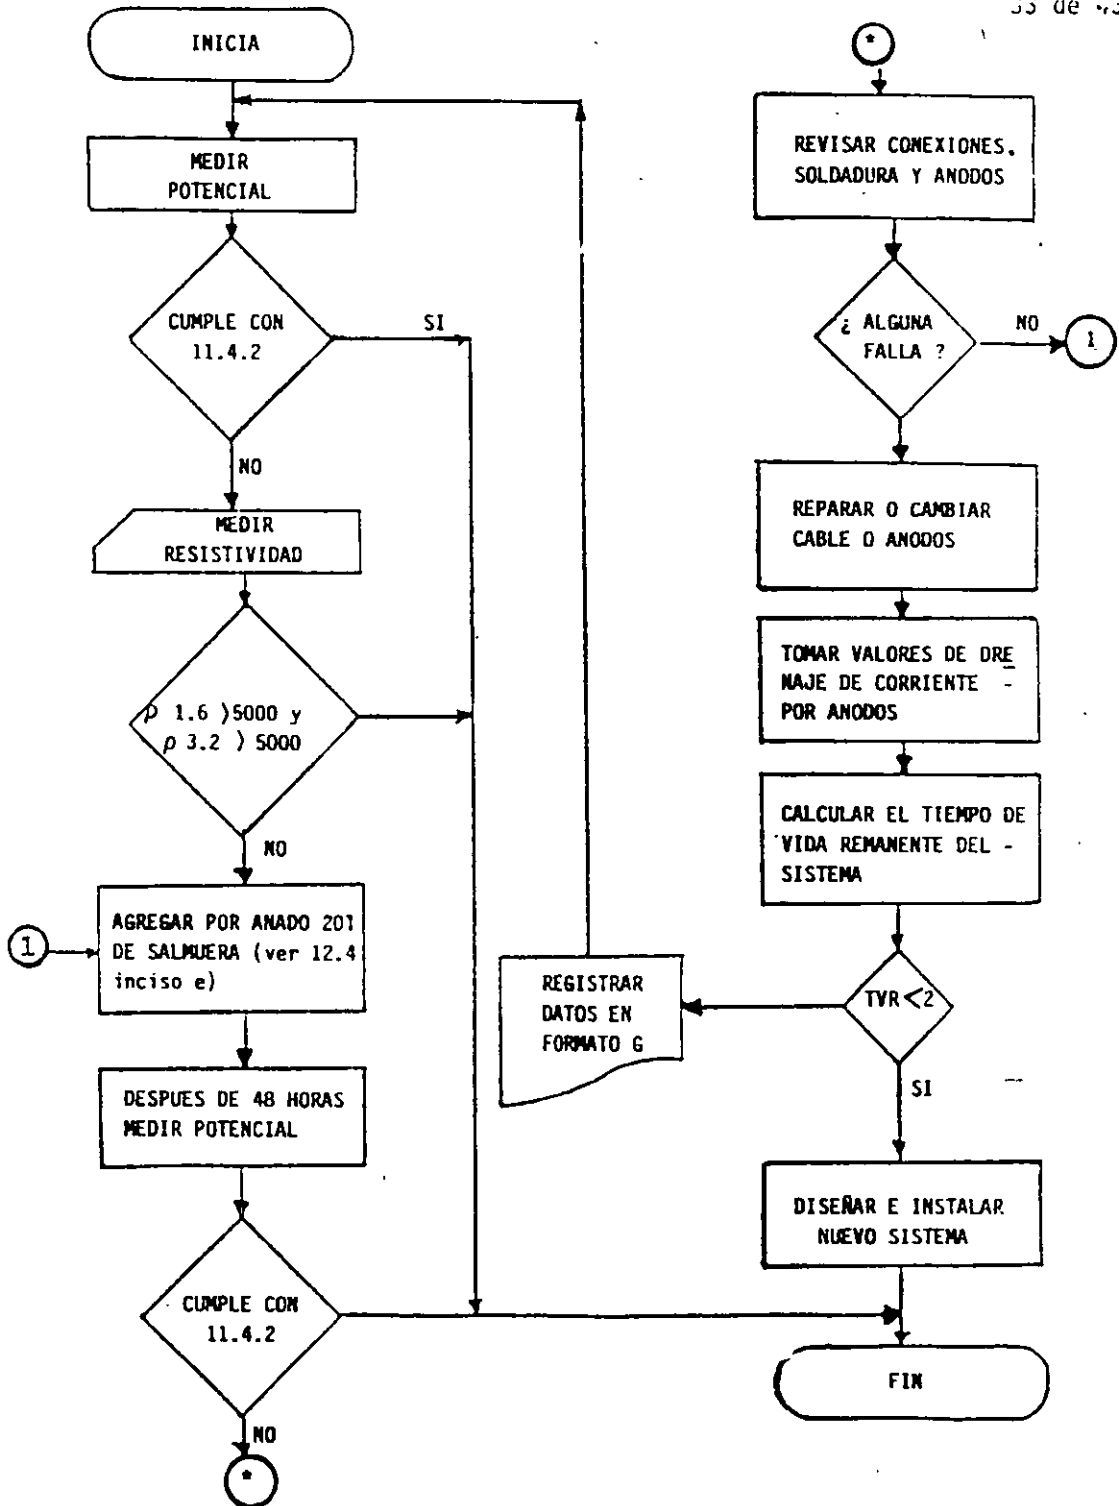 33 de 43
INICIA
MEDIR
POTENCIAL
CUMPLE CON
11.4.2
SI
NO
MEDIR
RESISTIVIDAD
ρ 1.6 ⟩5000 y
ρ 3.2 ⟩ 5000
NO
1
AGREGAR POR ANADO 20l
DE SALMUERA (ver 12.4
inciso e)
DESPUES DE 48 HORAS
MEDIR POTENCIAL
CUMPLE CON
11.4.2
NO
*
*
REVISAR CONEXIONES.
SOLDADURA Y ANODOS
¿ ALGUNA
FALLA ?
NO
1
REPARAR O CAMBIAR
CABLE O ANODOS
TOMAR VALORES DE DRE
NAJE DE CORRIENTE -
POR ANODOS
CALCULAR EL TIEMPO DE
VIDA REMANENTE DEL -
SISTEMA
TVR <2
REGISTRAR
DATOS EN
FORMATO G
SI
DISEÑAR E INSTALAR
NUEVO SISTEMA
FIN